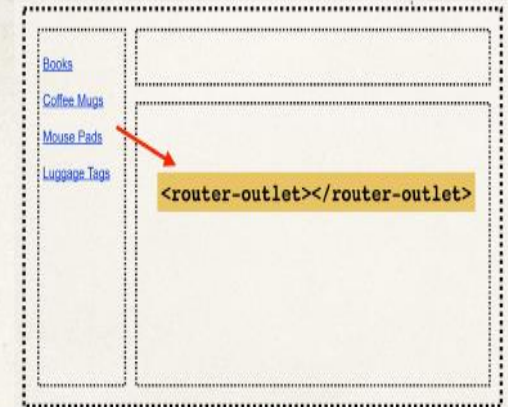 Books
Coffee Mugs
Mouse Pads
Luggage Tags
<router-outlet></router-outlet>